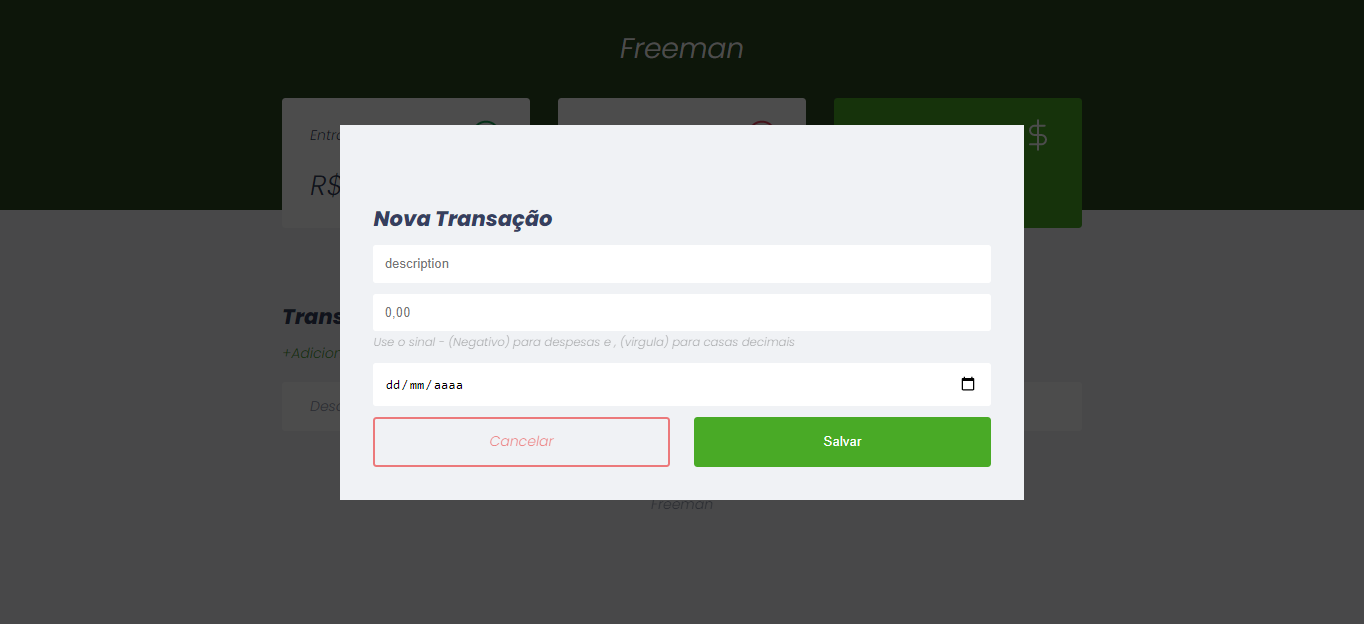 Freeman
Entr
R$
$
Nova Transação
description
0,00
Use o sinal - (Negativo) para despesas e , (vírgula) para casas decimais
Trans
+Adicion
dd/mm/aaaa
Desc
Cancelar
Salvar
Freeman